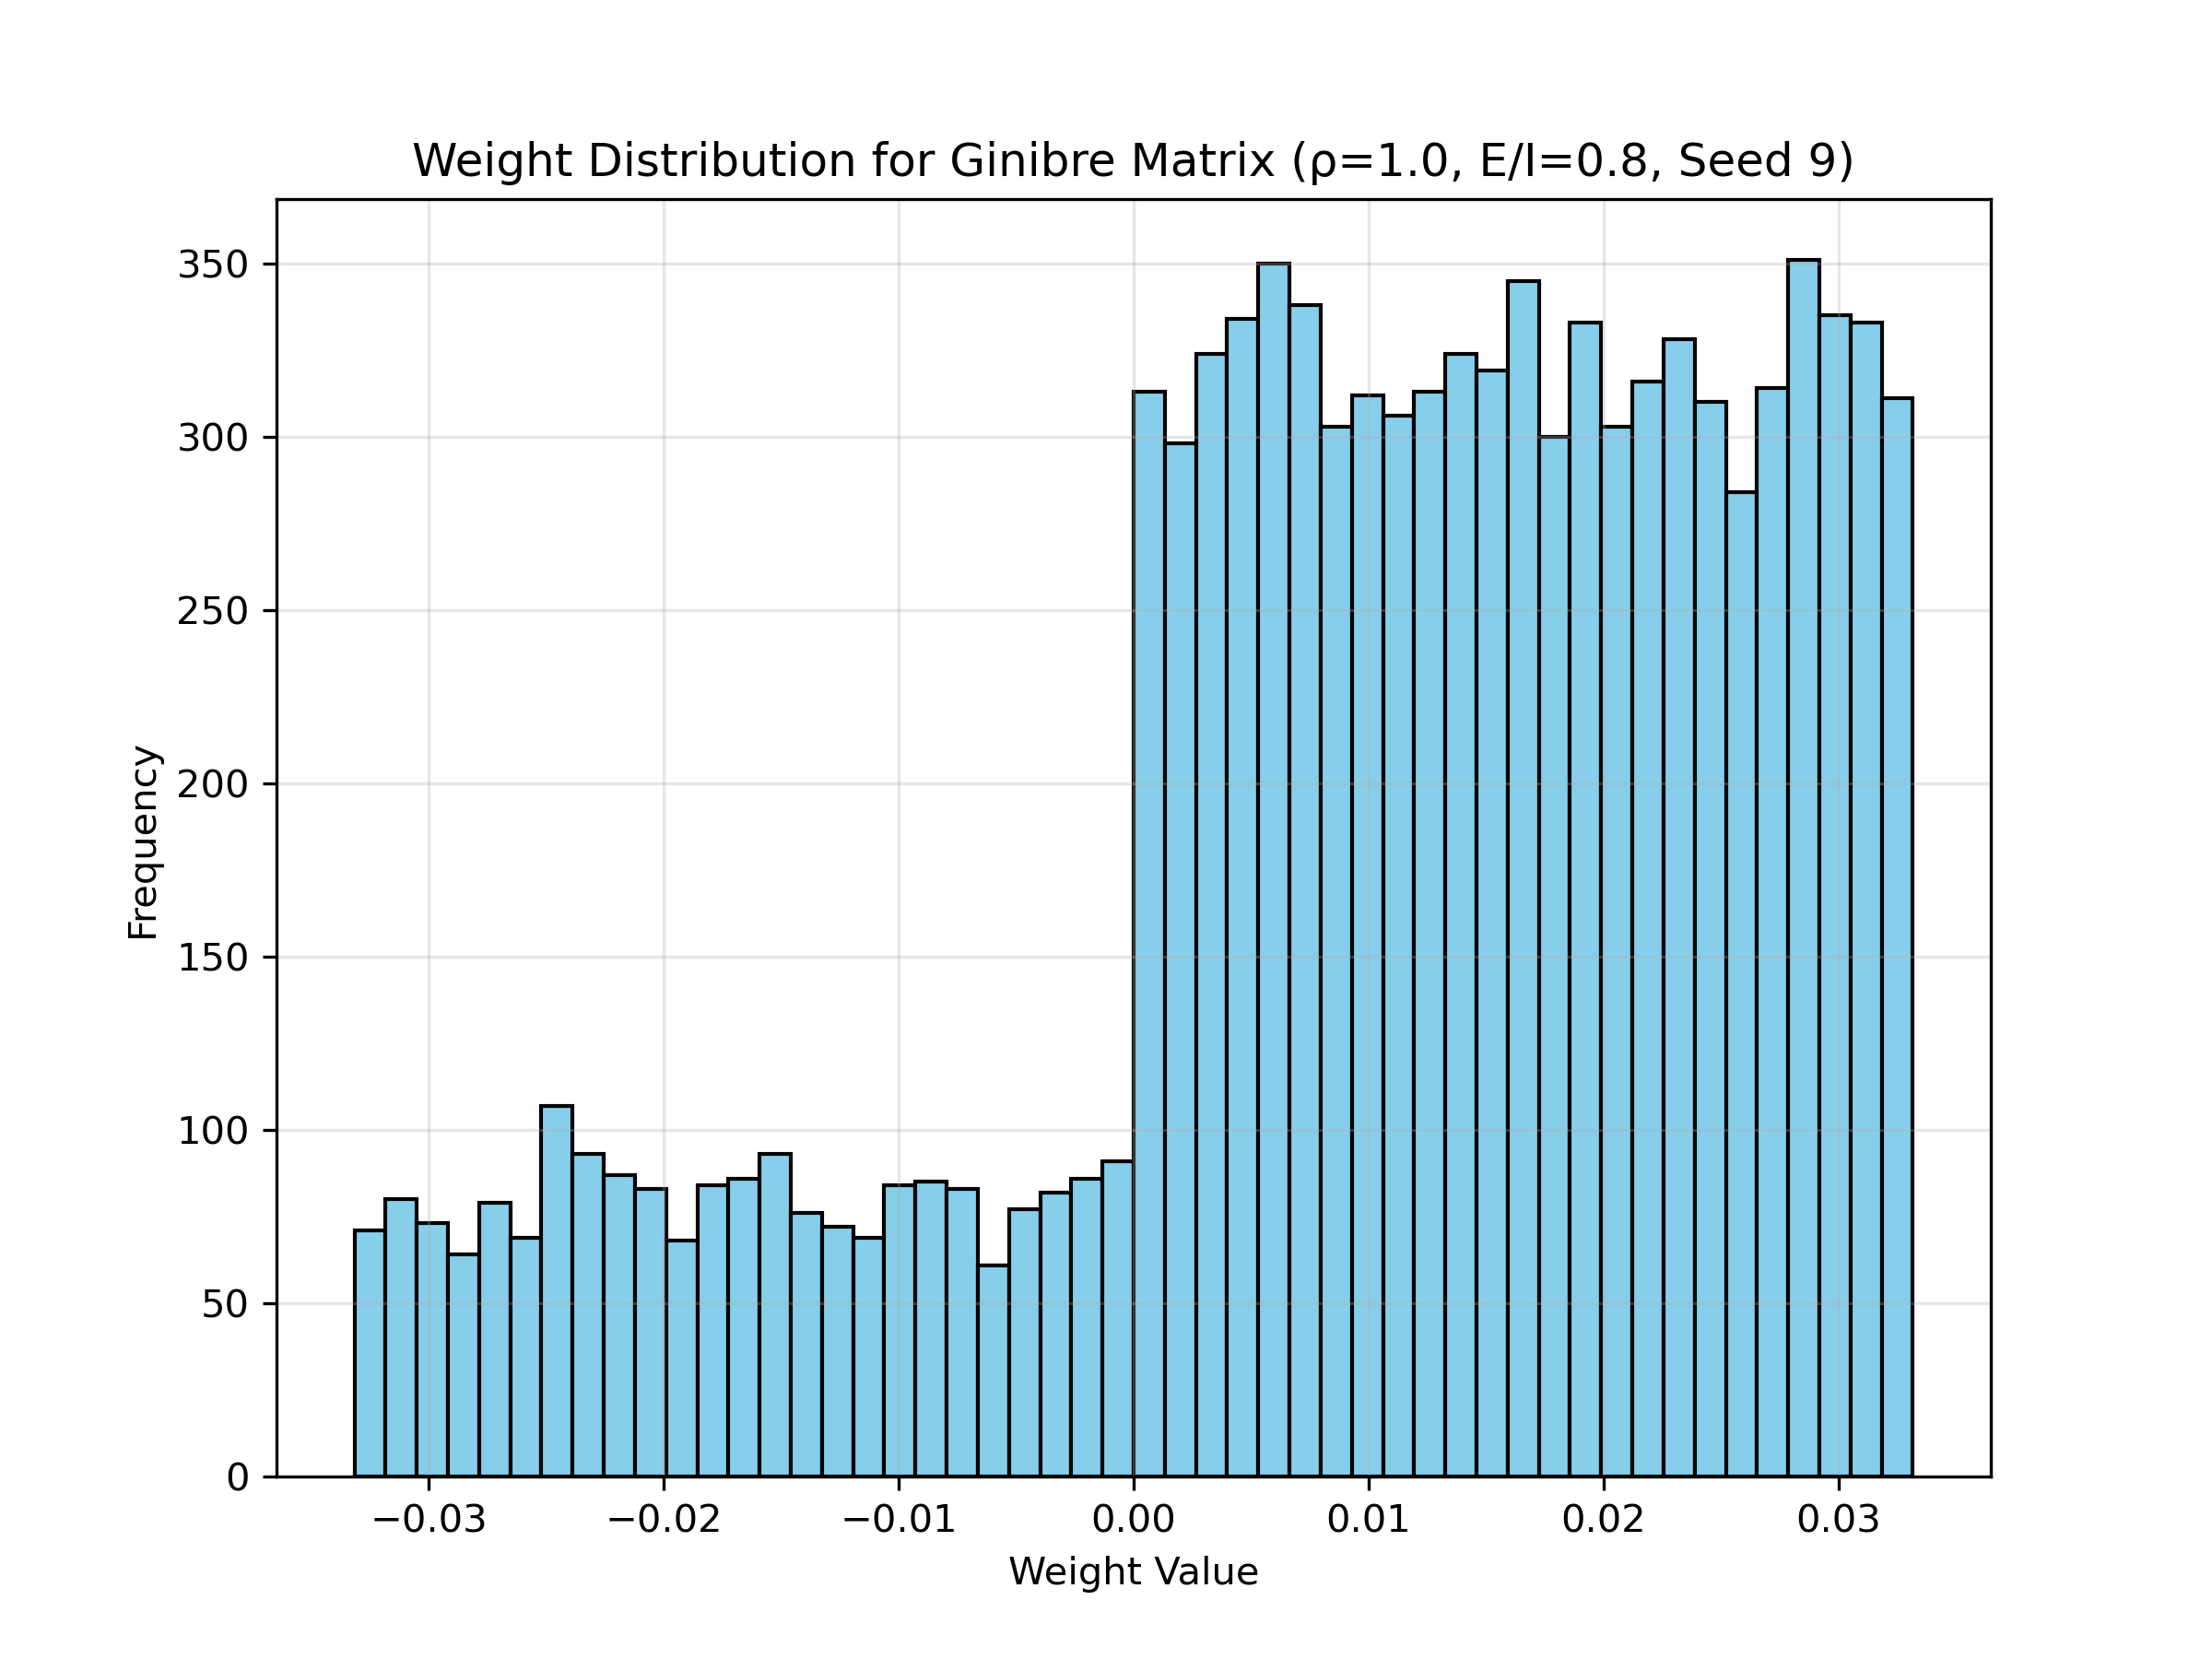 Weight Distribution for Ginibre Matrix (ρ=1.0, E/I=0.8, Seed 9)
350
300
250
200
150
100
50
0
Frequency
−0.03 −0.02 −0.01 0.00 0.01 0.02 0.03
Weight Value